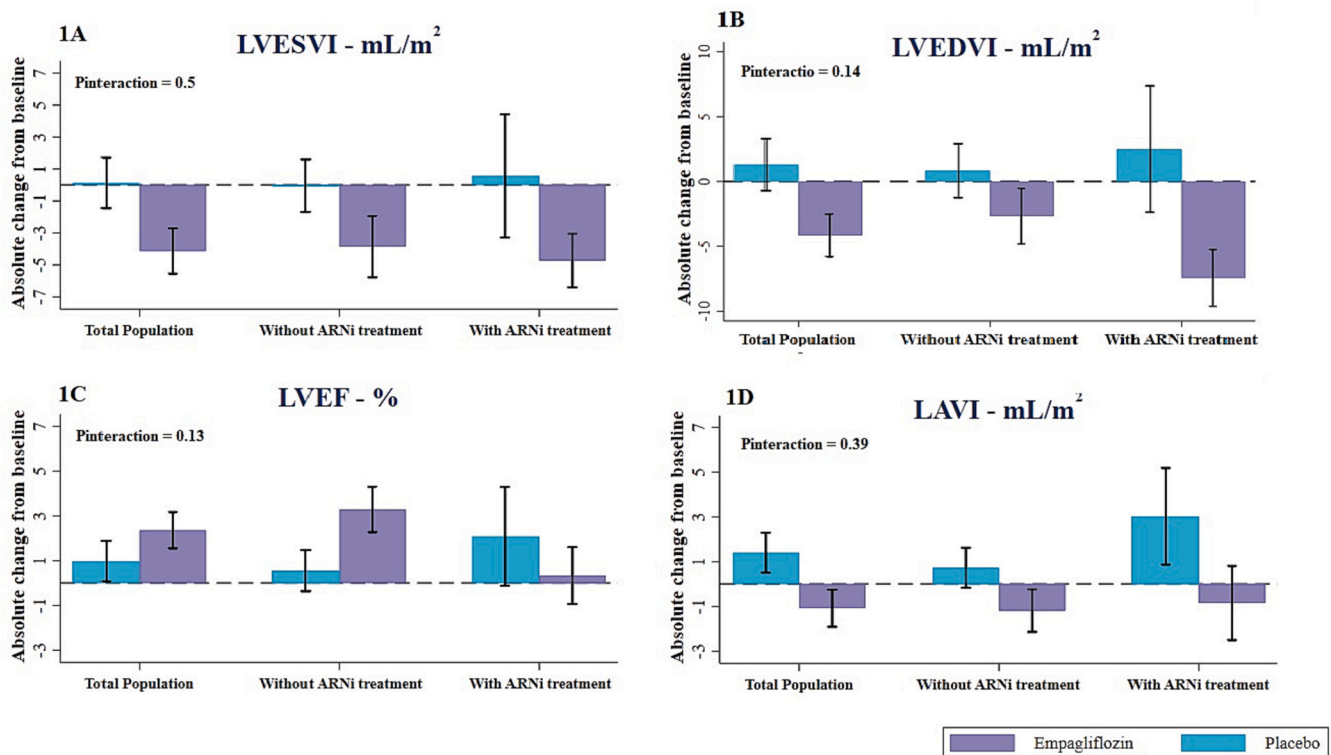 1A
LVESVI - mL/m²
Pinteraction = 0.5
Absolute change from baseline
7
5
3
1
-1
-3
-5
-7
Total Population
Without ARNi treatment
With ARNi treatment
1B
LVEDVI - mL/m²
Pinteractio = 0.14
Absolute change from baseline
10
5
0
-5
-10
Total Population
Without ARNi treatment
With ARNi treatment
1C
LVEF - %
Pinteraction = 0.13
Absolute change from baseline
7
5
3
1
-1
-3
Total Population
Without ARNi treatment
With ARNi treatment
1D
LAVI - mL/m²
Pinteraction = 0.39
Absolute change from baseline
7
5
3
1
-1
-3
Total Population
Without ARNi treatment
With ARNi treatment
Empagliflozin
Placebo